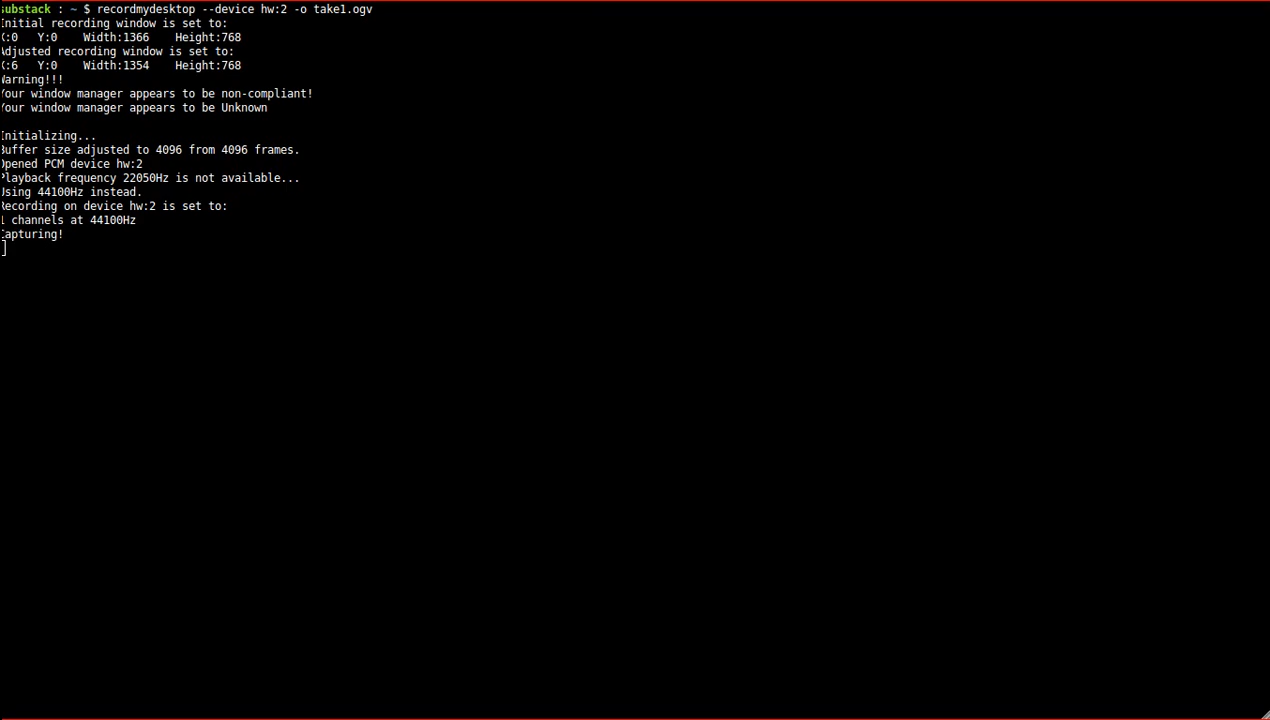 substack : ~ $ recordmydesktop --device hw:2 -o take1.ogv
Initial recording window is set to:
X:0   Y:0    Width:1366    Height:768
Adjusted recording window is set to:
X:6   Y:0    Width:1354    Height:768
Warning!!!
Your window manager appears to be non-compliant!
Your window manager appears to be Unknown

Initializing...
Buffer size adjusted to 4096 from 4096 frames.
Opened PCM device hw:2
Playback frequency 22050Hz is not available...
Using 44100Hz instead.
Recording on device hw:2 is set to:
1 channels at 44100Hz
Capturing!